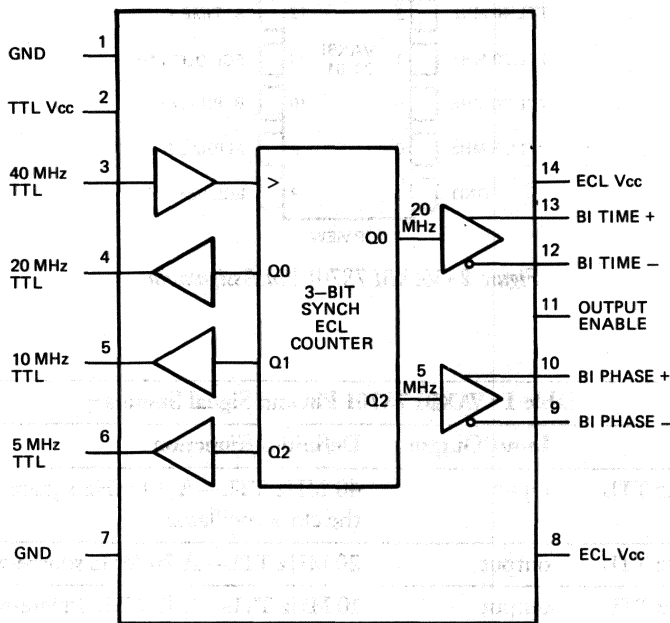 1
GND
2
TTL Vcc
3
40 MHz
TTL
4
20 MHz
TTL
5
10 MHz
TTL
6
5 MHz
TTL
7
GND
>
Q0
Q0
3-BIT
SYNCH
ECL
COUNTER
Q1
Q2
Q2
20
MHz
5
MHz
14
ECL Vcc
13
BI TIME +
12
BI TIME –
11
OUTPUT
ENABLE
10
BI PHASE +
9
BI PHASE –
8
ECL Vcc